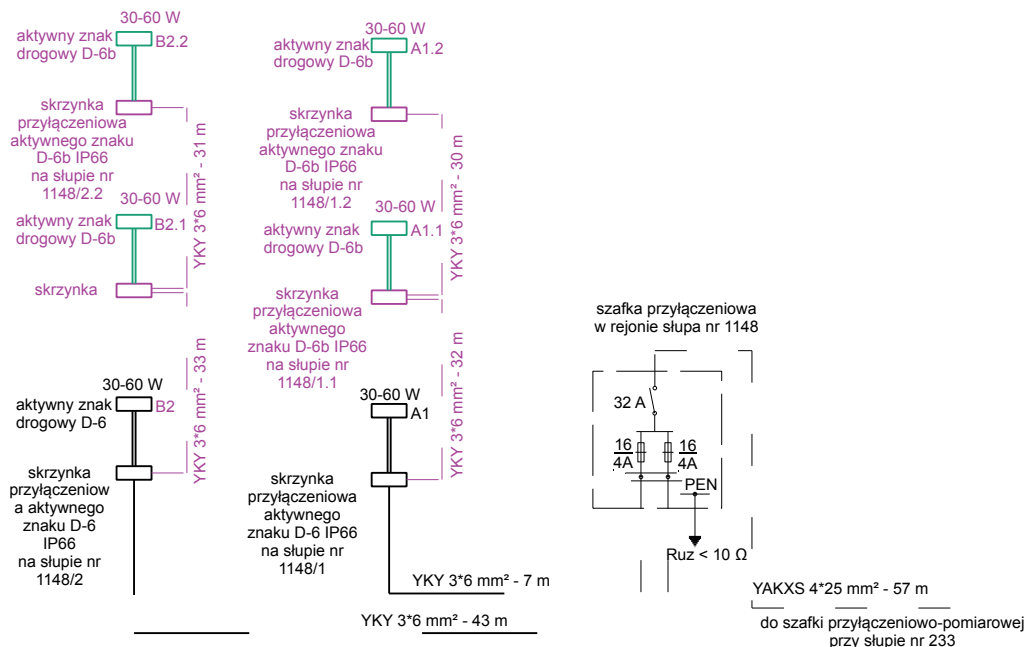 30-60 W
aktywny znak
drogowy D-6b
B2.2
skrzynka
przyłączeniowa
aktywnego znaku
D-6b IP66
na słupie nr
1148/2.2
YKY 3*6 mm² - 31 m
30-60 W
aktywny znak
drogowy D-6b
B2.1
skrzynka
YKY 3*6 mm² - 33 m
30-60 W
aktywny znak
drogowy D-6
B2
skrzynka
przyłączeniow
a aktywnego
znaku D-6
IP66
na słupie nr
1148/2
30-60 W
aktywny znak
drogowy D-6b
A1.2
skrzynka
przyłączeniowa
aktywnego znaku
D-6b IP66
na słupie nr
1148/1.2
YKY 3*6 mm² - 30 m
30-60 W
aktywny znak
drogowy D-6b
A1.1
skrzynka
przyłączeniowa
aktywnego
znaku D-6b IP66
na słupie nr
1148/1.1
YKY 3*6 mm² - 32 m
30-60 W
A1
skrzynka
przyłączeniowa
aktywnego
znaku D-6 IP66
na słupie nr
1148/1
YKY 3*6 mm² - 7 m
YKY 3*6 mm² - 43 m
szafka przyłączeniowa
w rejonie słupa nr 1148
32 A
16
4A
16
4A
PEN
Ruz < 10 Ω
YAKXS 4*25 mm² - 57 m
do szafki przyłączeniowo-pomiarowej
przy słupie nr 233